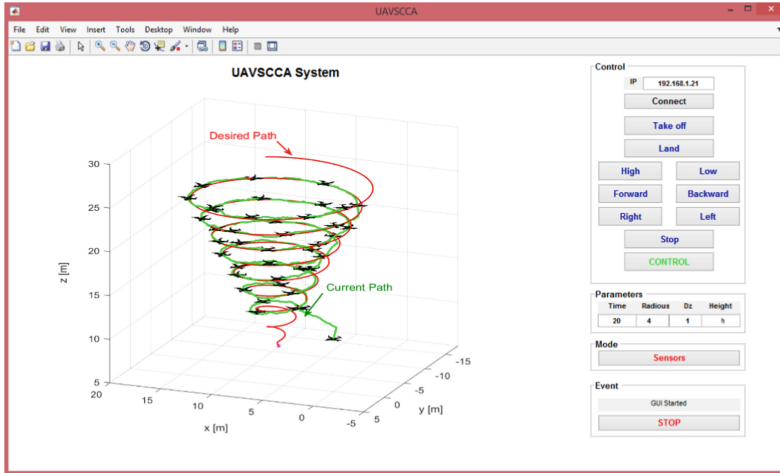 UAVSCCA
File Edit View Insert Tools Desktop Window Help
UAVSCCA System
Desired Path
Current Path
30
25
20
15
10
5
z [m]
20
15
10
5
0
-5
x [m]
5
0
-5
-10
-15
y [m]
Control
IP 192.168.1.21
Connect
Take off
Land
High Low
Forward Backward
Right Left
Stop
CONTROL
Parameters
Time Radious Dz Height
20 4 1 h
Mode
Sensors
Event
GUI Started
STOP